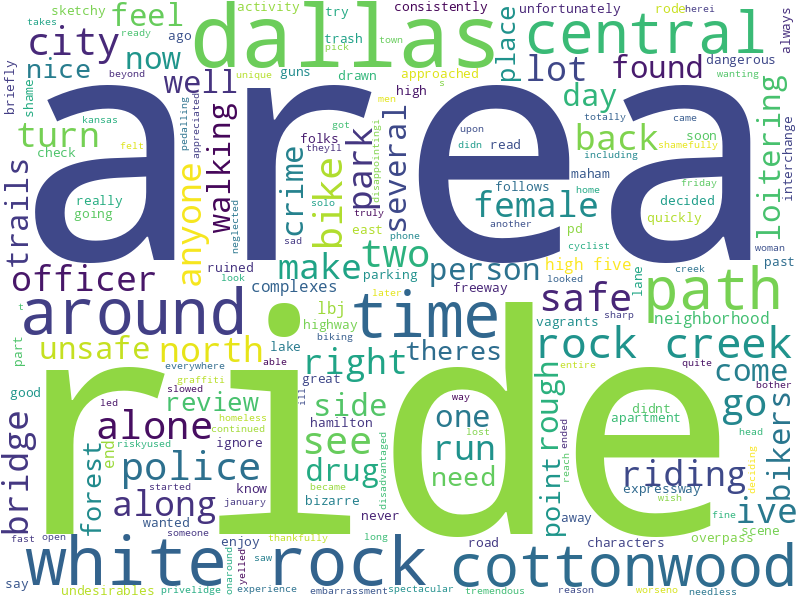 sketchy feel activity try consistently unfortunately rode herei always
takes ready ago trash pick town
city now dallas central
briefly nice well unique guns drawn approached high place lot found dangerous wanting
shame beyond kansas pedalling appreciated men s day
turn felt area totally came shamefully
check trails anyone walking crime bike got theyll park disappointingi several upon didn read including back soon loitering interchange
really going neglected solo truly follows maham home decided friday quickly
look sad east phone another female pd cyclist woman past
officer ruined make two person high five looked lane creek
t complexes parking later freeway safe sharp path
around lbj highway time vagrants neighborhood
part unsafe north lake biking right theres rock creek
everywhere able quite come
good graffiti slowed review ill great side way one entire didnt bother
bridge led homeless continued hamilton see run point rough apartment go bikers
alone riskyused ignore drug need lost ended reach head
forest end police disadvantaged became riding deciding
along started january know bizarre expressway wish ive
wanted someone never away fine overpass scene
fast open enjoy thankfully long road characters reason
white rock saw ride cottonwood
say undesirables privelidge onaround yelled experience embarrassment spectacular tremendous worseno needless